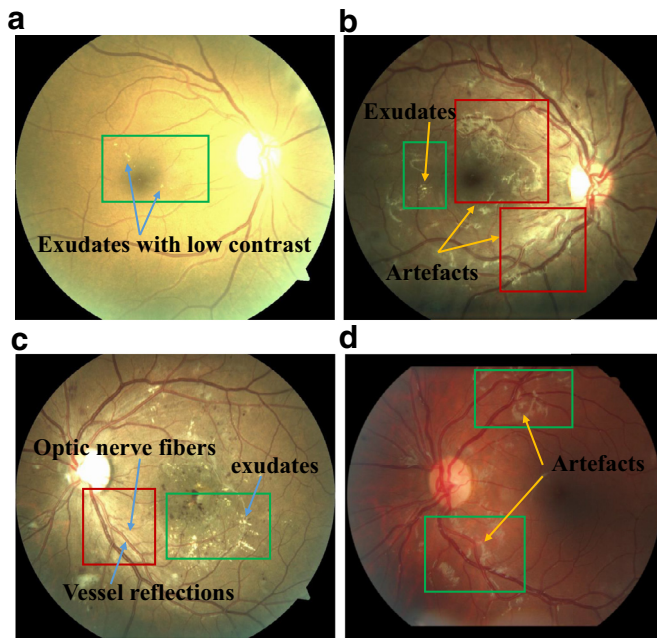 a
b
Exudates
Exudates with low contrast
Artefacts
c
d
Optic nerve fibers
exudates
Artefacts
Vessel reflections